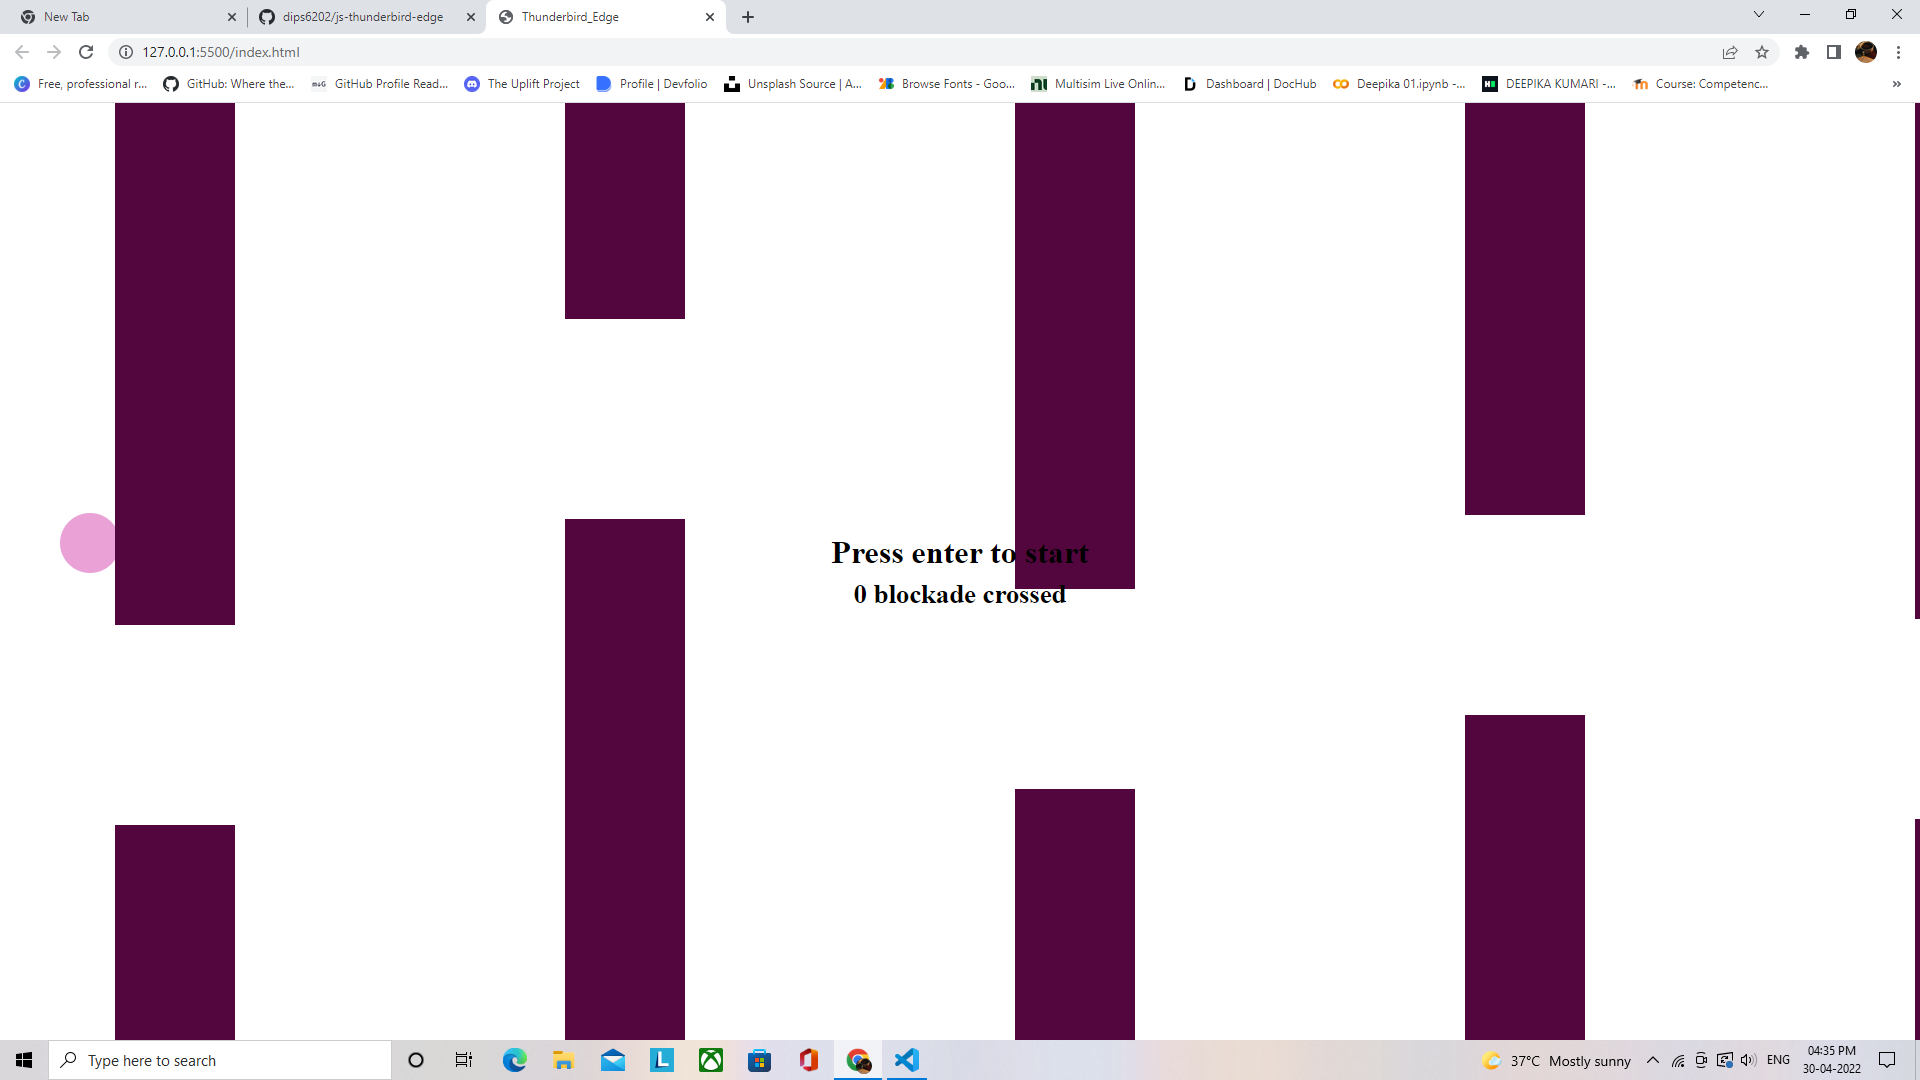 New Tab
dips6202/js-thunderbird-edge
Thunderbird_Edge
127.0.0.1:5500/index.html
Free, professional r...
GitHub: Where the...
GitHub Profile Read...
The Uplift Project
Profile | Devfolio
Unsplash Source | A...
Browse Fonts - Goo...
Multisim Live Onlin...
Dashboard | DocHub
Deepika 01.ipynb -...
DEEPIKA KUMARI -...
Course: Competenc...
»
Press enter to start
0 blockade crossed
Type here to search
37°C Mostly sunny
ENG
04:35 PM
30-04-2022